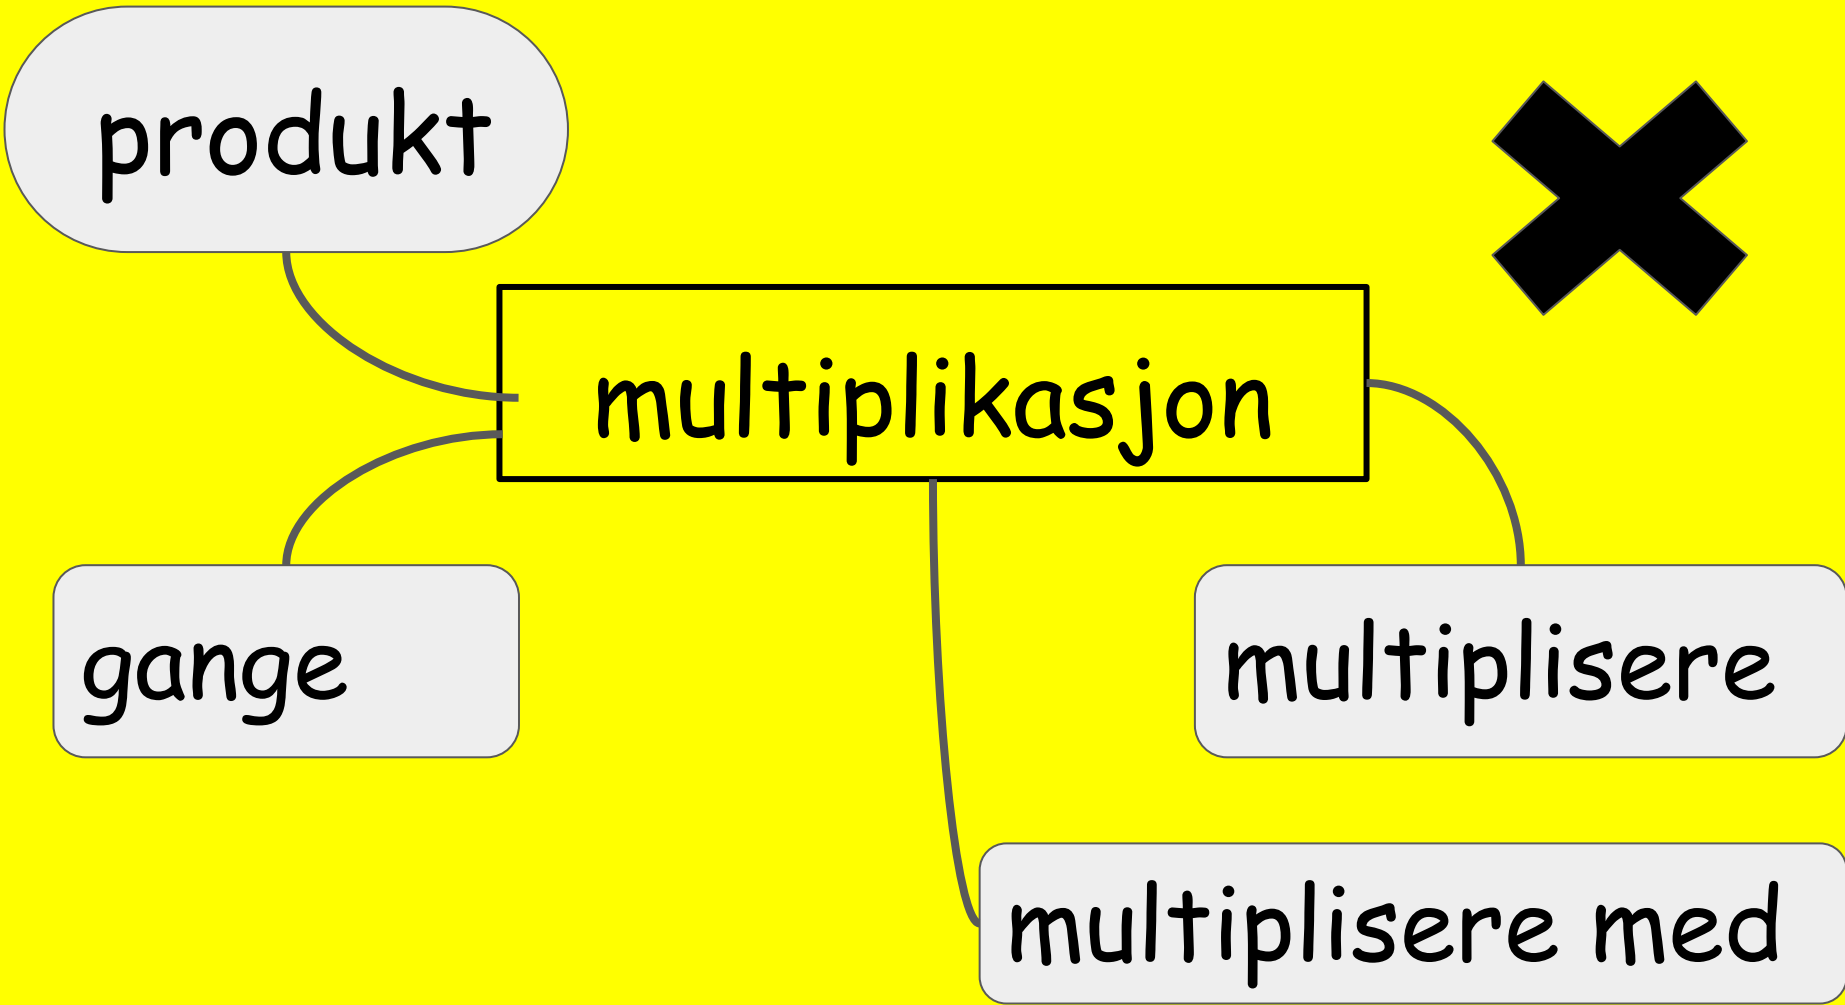 produkt
multiplikasjon
gange
multiplisere
multiplisere med